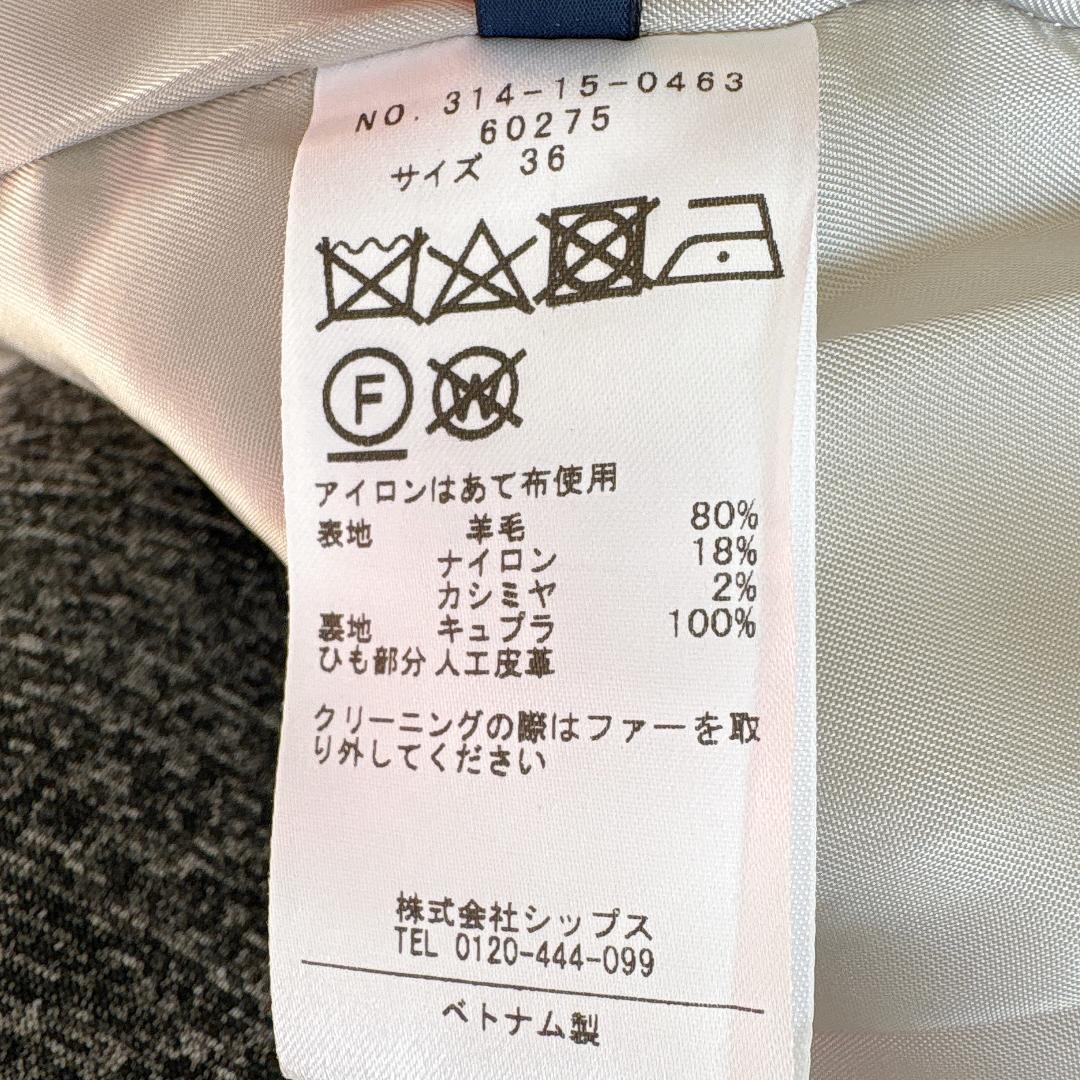 NO. 314-15-0463
60275
サイズ 36
F
W
アイロンはあて布使用
表地 羊毛 80%
ナイロン 18%
カシミヤ 2%
裏地 キュプラ 100%
ひも部分 人工皮革
クリーニングの際はファーを取
り外してください
株式会社シップス
TEL 0120-444-099
ベトナム製